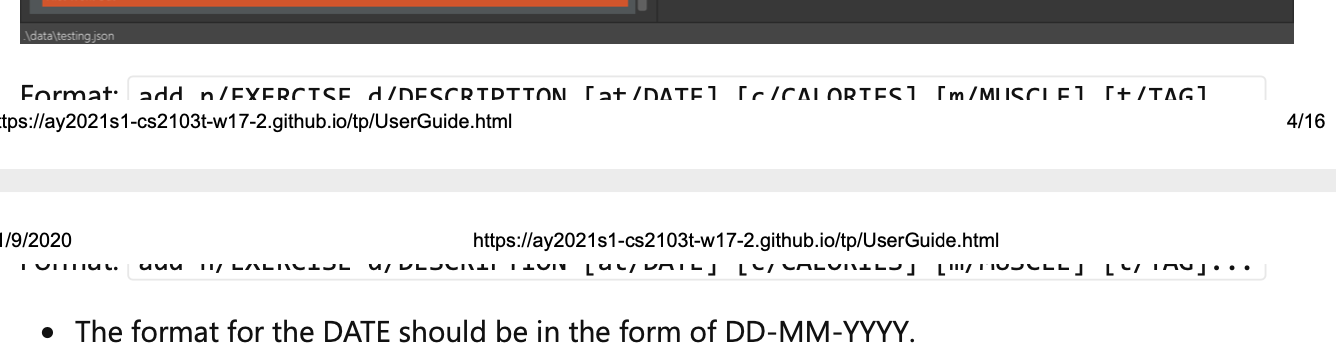 .\data\testing.json
Format: add n/EXERCISE d/DESCRIPTION [at/DATE] [c/CALORIES] [m/MUSCLE] [t/TAG]
ttps://ay2021s1-cs2103t-w17-2.github.io/tp/UserGuide.html 4/16
1/9/2020 https://ay2021s1-cs2103t-w17-2.github.io/tp/UserGuide.html
Format: add n/EXERCISE d/DESCRIPTION [at/DATE] [c/CALORIES] [m/MUSCLE] [t/TAG]...
• The format for the DATE should be in the form of DD-MM-YYYY.